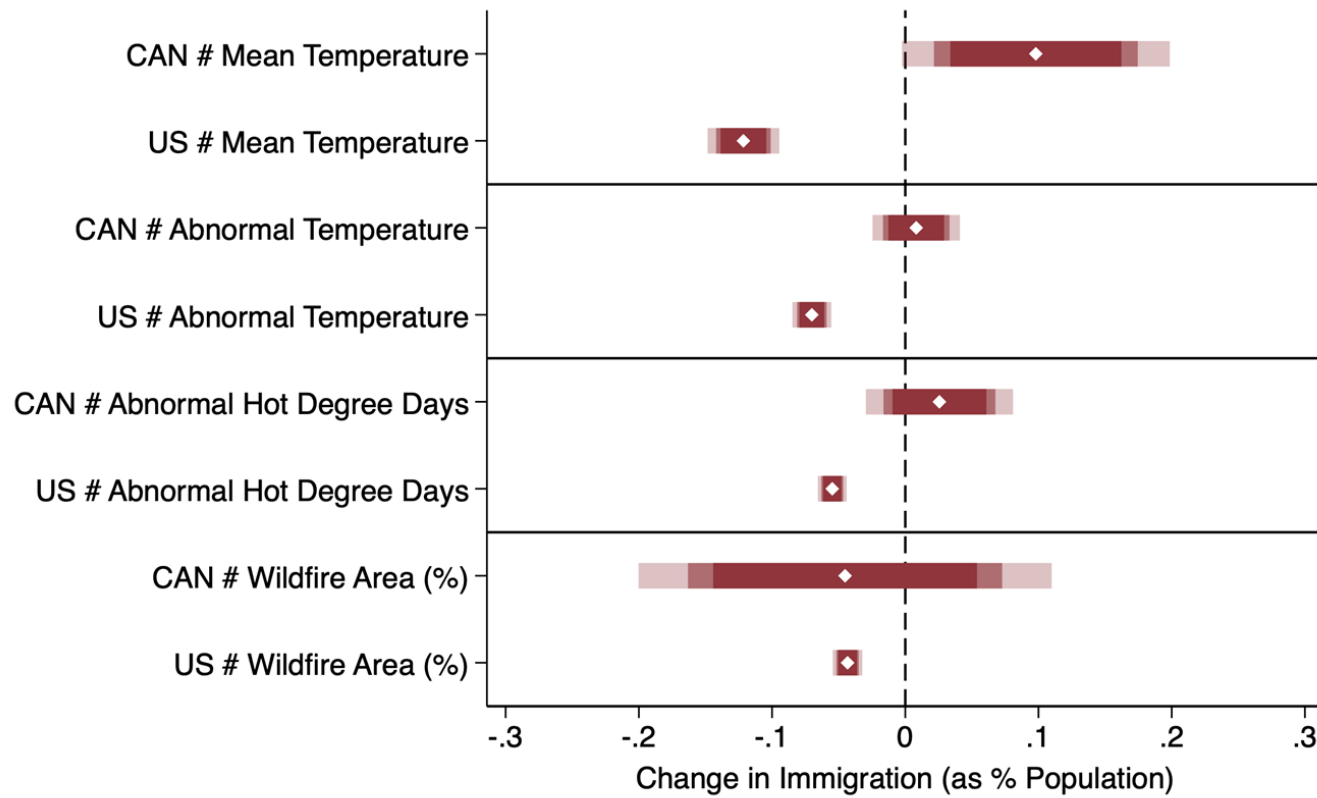 CAN # Mean Temperature
US # Mean Temperature
CAN # Abnormal Temperature
US # Abnormal Temperature
CAN # Abnormal Hot Degree Days
US # Abnormal Hot Degree Days
CAN # Wildfire Area (%)
US # Wildfire Area (%)
-.3 -.2 -.1 0 .1 .2 .3
Change in Immigration (as % Population)